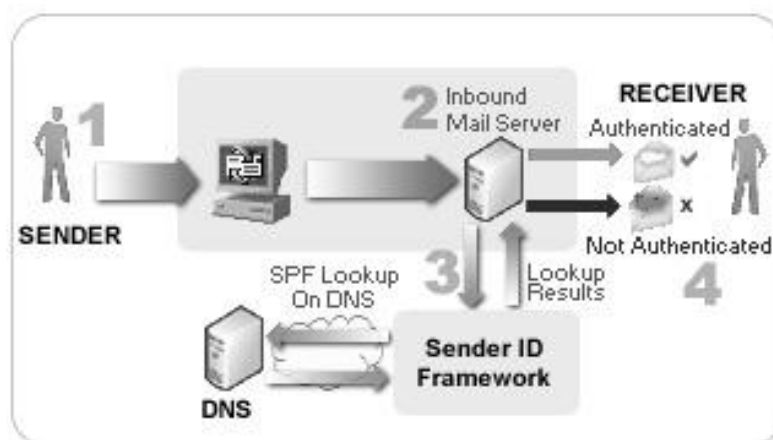 1
SENDER
2
Inbound
Mail Server
RECEIVER
Authenticated
x
Not Authenticated
4
3
SPF Lookup
On DNS
Lookup
Results
DNS
Sender ID
Framework